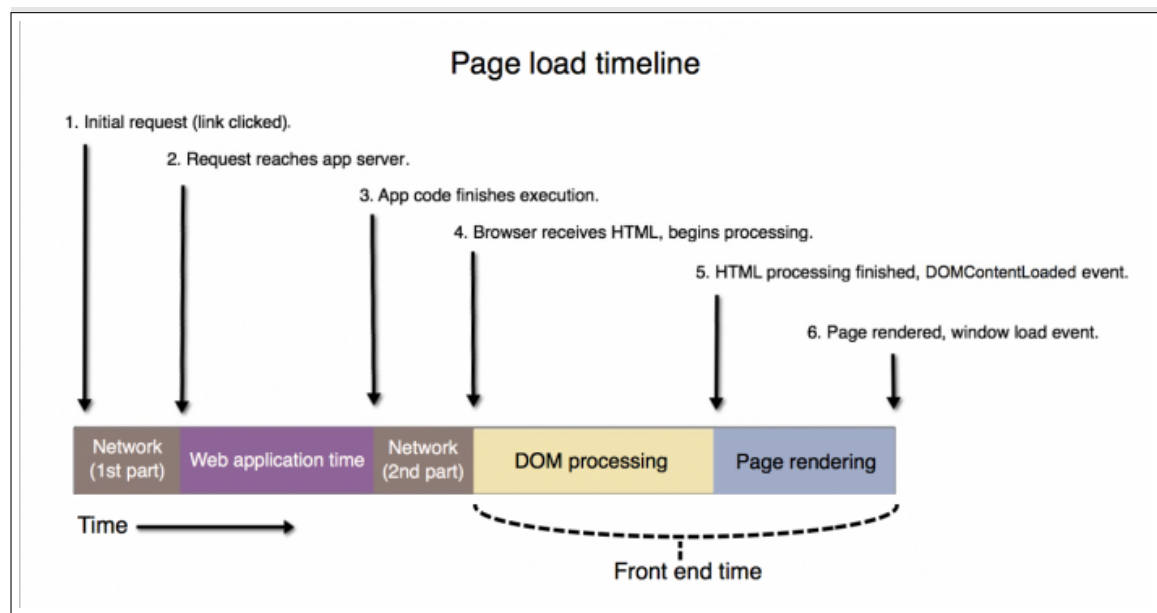 Page load timeline
1. Initial request (link clicked).
2. Request reaches app server.
3. App code finishes execution.
4. Browser receives HTML, begins processing.
5. HTML processing finished, DOMContentLoaded event.
6. Page rendered, window load event.
Network
(1st part)
Web application time
Network
(2nd part)
DOM processing
Page rendering
Time
Front end time